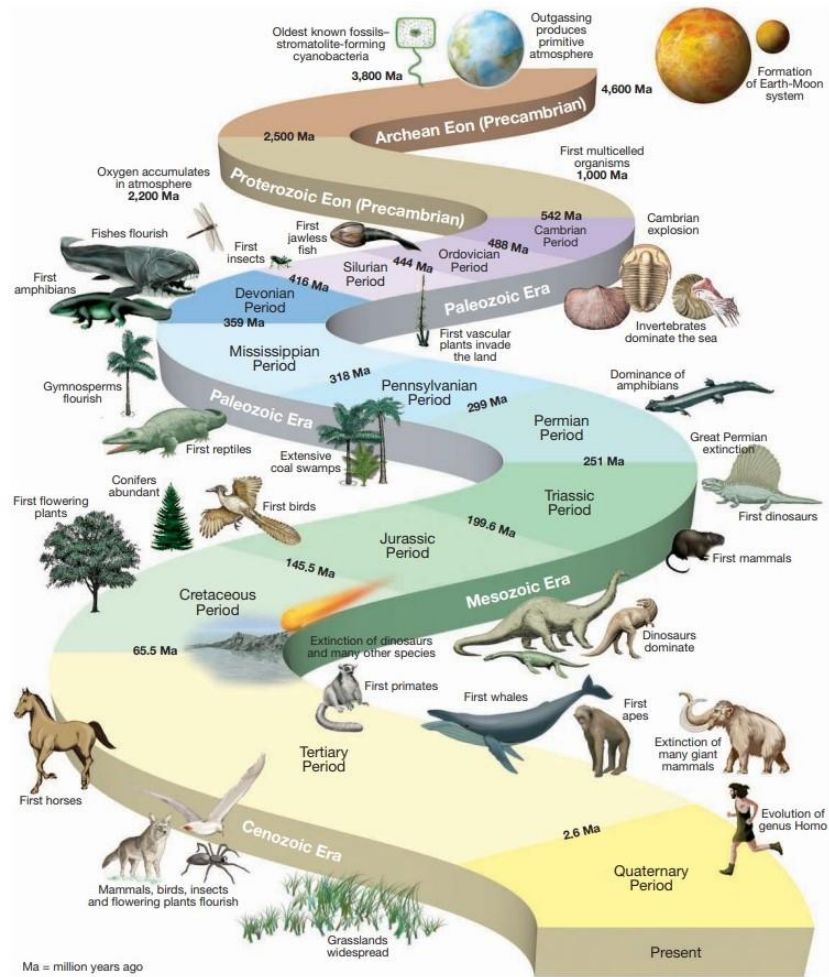 Oldest known fossils–
stromatolite-forming
cyanobacteria
3,800 Ma
Outgassing
produces
primitive
atmosphere
4,600 Ma
Formation
of Earth-Moon
system
Archean Eon (Precambrian)
2,500 Ma
First multicelled
organisms
1,000 Ma
Oxygen accumulates
in atmosphere
2,200 Ma
Proterozoic Eon (Precambrian)
542 Ma
Cambrian
Period
Cambrian
explosion
488 Ma
Ordovician
Period
444 Ma
Silurian
Period
416 Ma
First
jawless
fish
First
insects
Fishes flourish
First
amphibians
Devonian
Period
359 Ma
Paleozoic Era
Invertebrates
dominate the sea
First vascular
plants invade
the land
Mississippian
Period
318 Ma
Pennsylvanian
Period
299 Ma
Permian
Period
251 Ma
Dominance of
amphibians
Gymnosperms
flourish
Paleozoic Era
First reptiles
Extensive
coal swamps
Great Permian
extinction
First dinosaurs
Triassic
Period
199.6 Ma
First mammals
Conifers
abundant
First flowering
plants
First birds
Jurassic
Period
145.5 Ma
Mesozoic Era
Cretaceous
Period
65.5 Ma
Extinction of dinosaurs
and many other species
Dinosaurs
dominate
First primates
First whales
First
apes
Extinction of
many giant
mammals
First horses
Tertiary
Period
2.6 Ma
Evolution of
genus Homo
Cenozoic Era
Mammals, birds, insects
and flowering plants flourish
Quaternary
Period
Grasslands
widespread
Present
Ma = million years ago